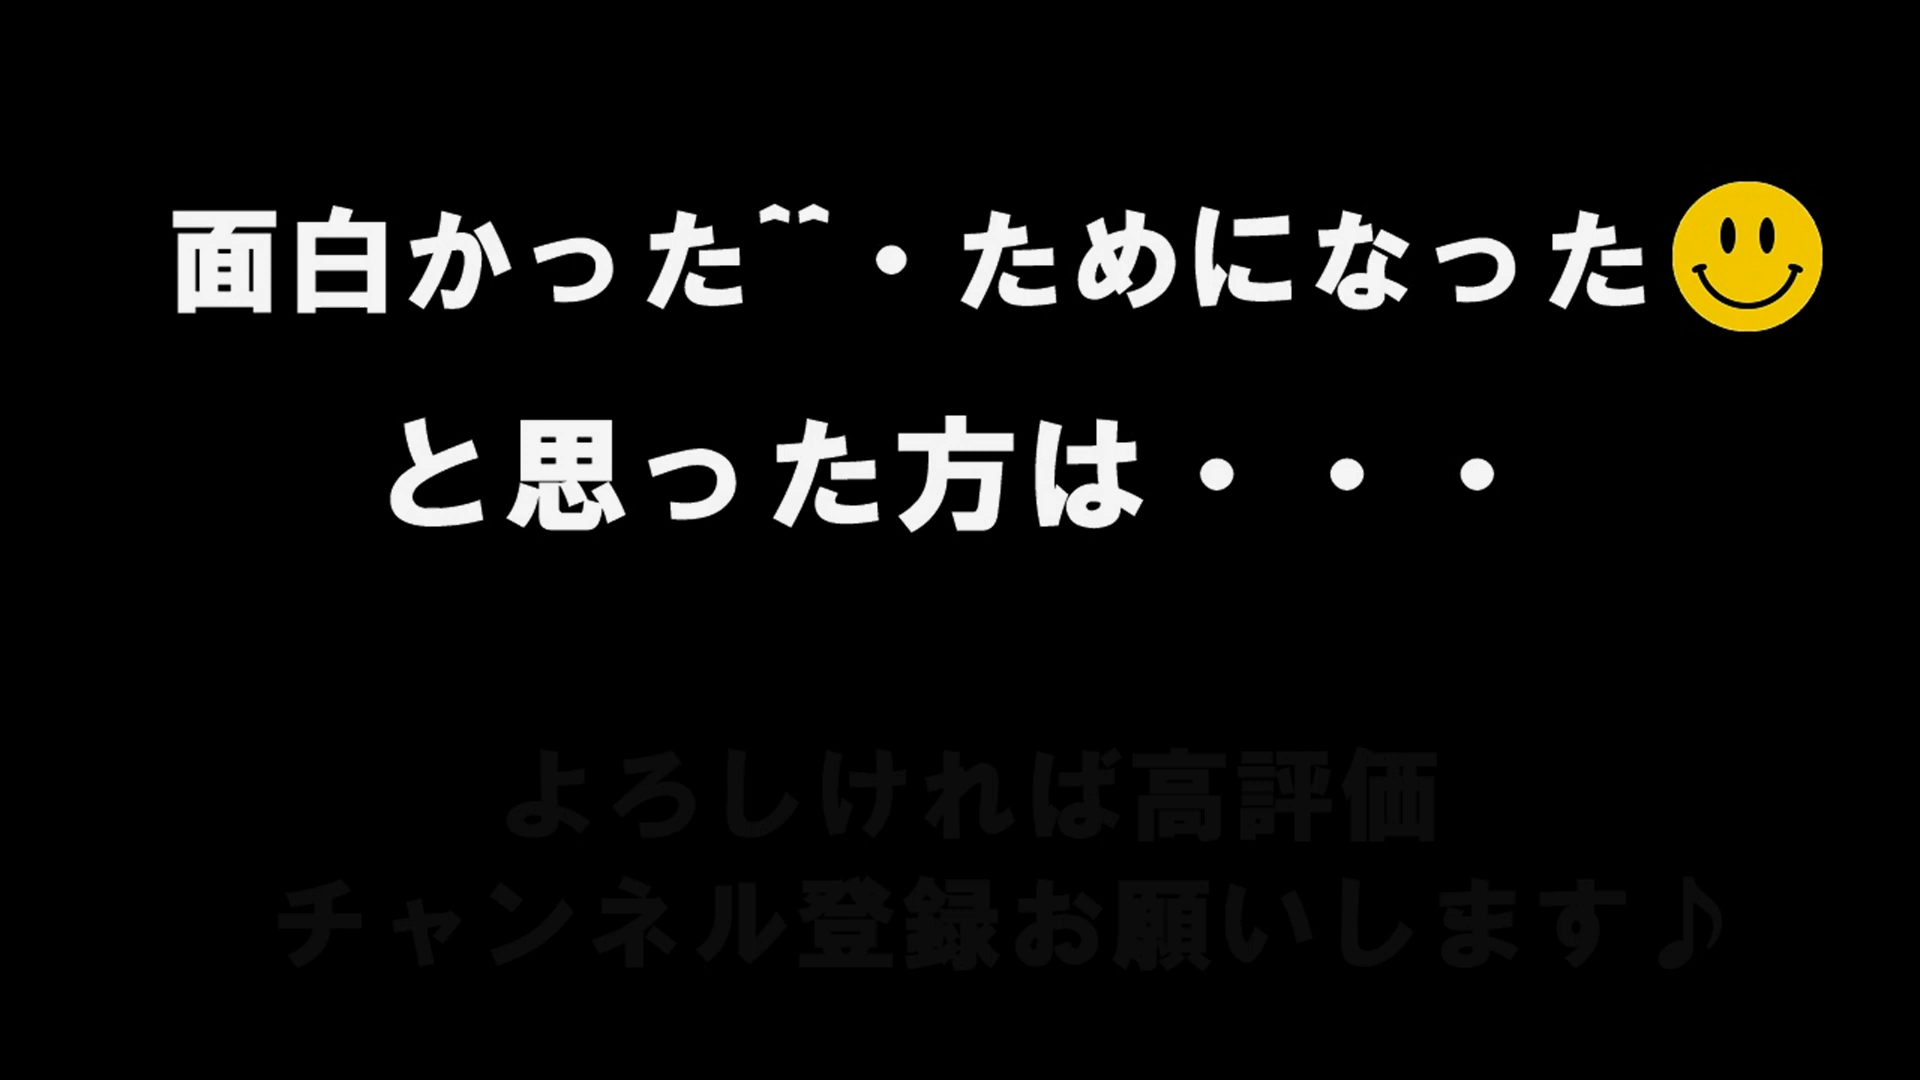 面白かった^^・ためになった
と思った方は・・・
よろしければ高評価
チャンネル登録お願いします♪